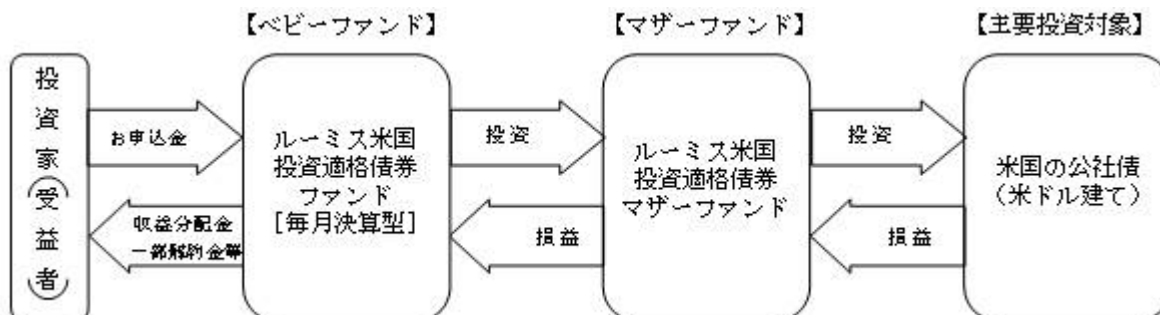 【ベビーファンド】
【マザーファンド】
【主要投資対象】
投資家(受益者)
お申込金
収益分配金
一部解約金等
ルーミス米国
投資適格債券
ファンド
[毎月決算型]
投資
損益
ルーミス米国
投資適格債券
マザーファンド
投資
損益
米国の公社債
(米ドル建て)